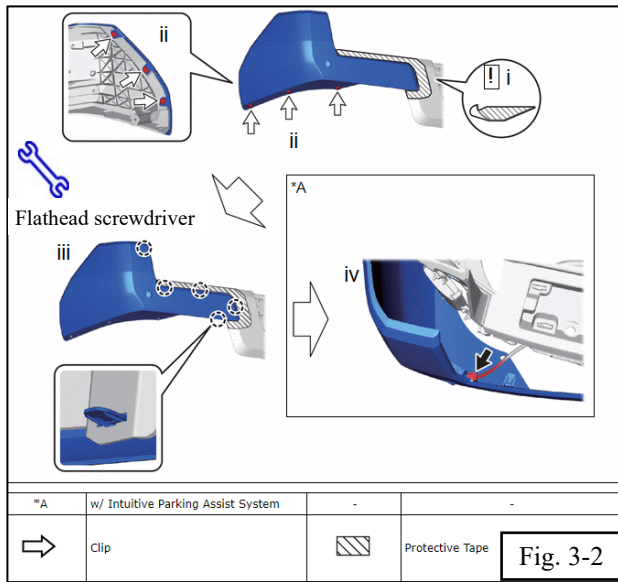 ii
! i
ii
*A
Flathead screwdriver
iii
iv
*A w/ Intuitive Parking Assist System - -
Clip Protective Tape
Fig. 3-2